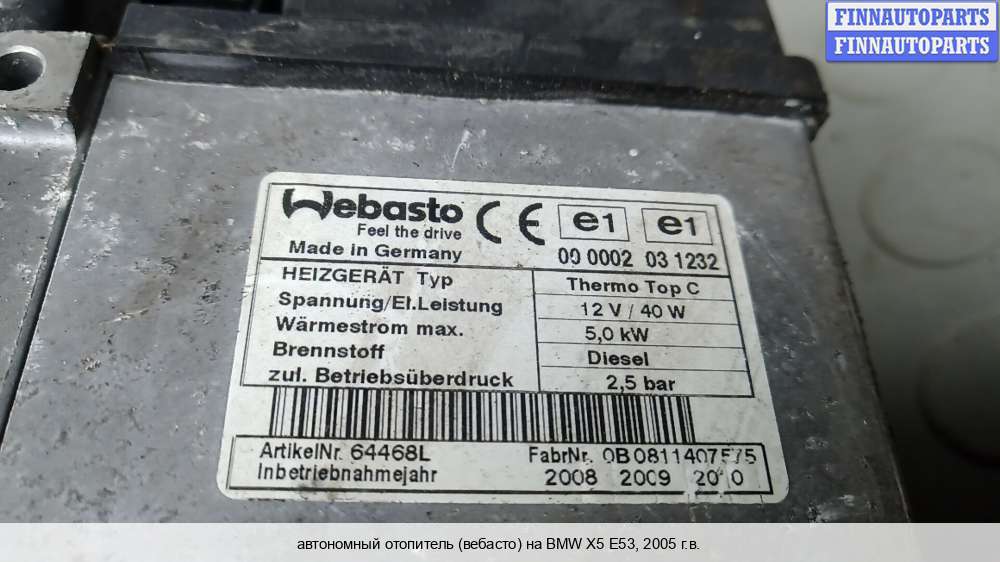 FINNAUTOPARTS
FINNAUTOPARTS
Webasto
Feel the drive
CE e1 e1
Made in Germany
00 0002 03 1232
HEIZGERÄT Typ Thermo Top C
Spannung/El.Leistung 12 V / 40 W
Wärmestrom max. 5,0 kW
Brennstoff Diesel
zul. Betriebsüberdruck 2,5 bar
ArtikelNr. 64468L FabrNr. 0B0811407575
Inbetriebnahmejahr 2008 2009 2010
автономный отопитель (вебасто) на BMW X5 E53, 2005 г.в.